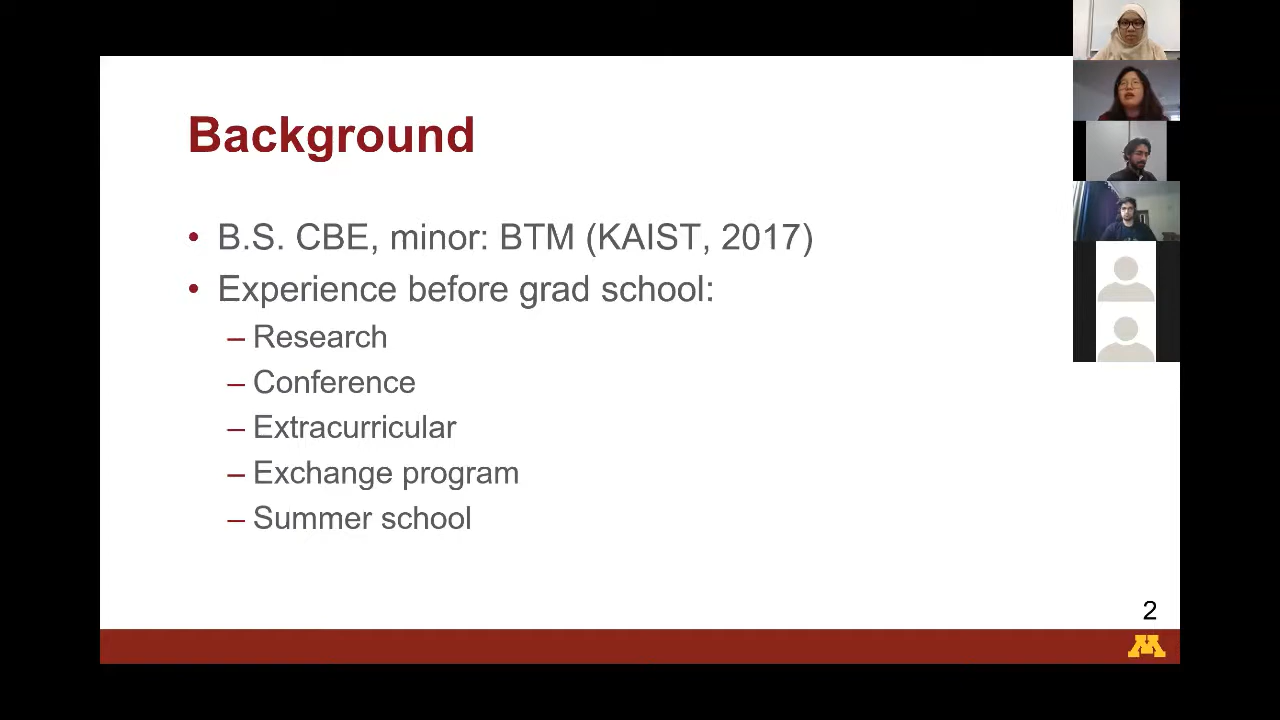 Background
• B.S. CBE, minor: BTM (KAIST, 2017)
• Experience before grad school:
– Research
– Conference
– Extracurricular
– Exchange program
– Summer school
2
M